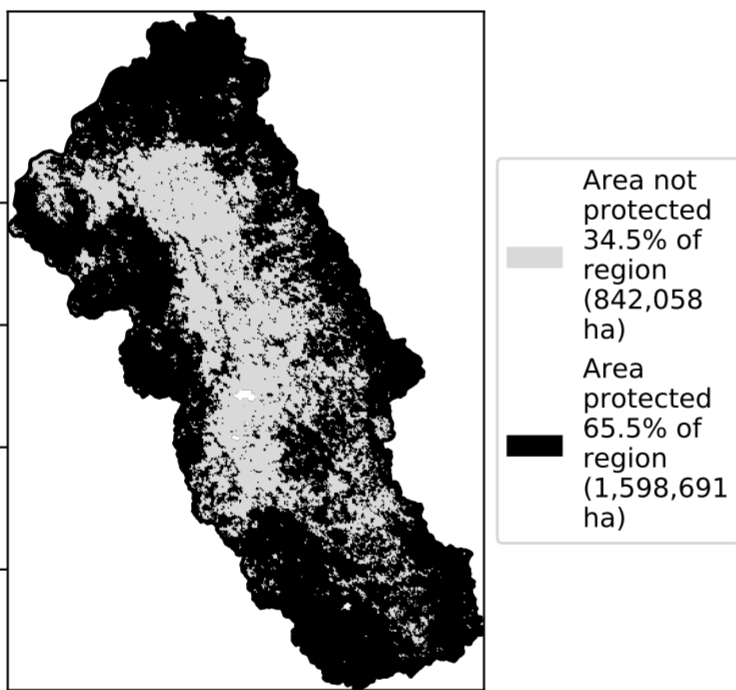 Area not
protected
34.5% of
region
(842,058
ha)
Area
protected
65.5% of
region
(1,598,691
ha)